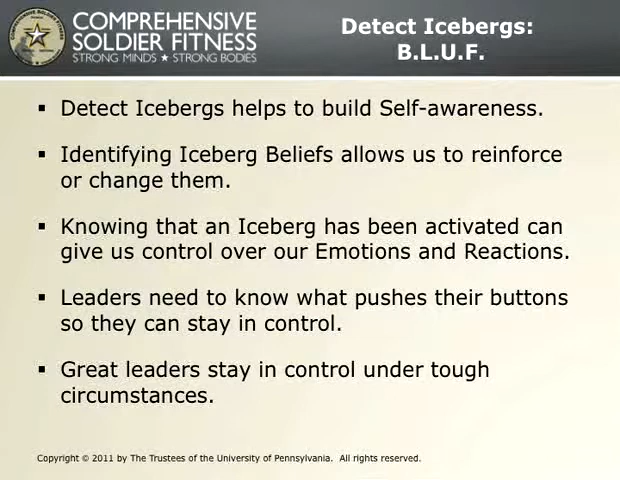 COMPREHENSIVE
SOLDIER FITNESS
STRONG MINDS ★ STRONG BODIES
Detect Icebergs:
B.L.U.F.
▪ Detect Icebergs helps to build Self-awareness.
▪ Identifying Iceberg Beliefs allows us to reinforce
or change them.
▪ Knowing that an Iceberg has been activated can
give us control over our Emotions and Reactions.
▪ Leaders need to know what pushes their buttons
so they can stay in control.
▪ Great leaders stay in control under tough
circumstances.
Copyright © 2011 by The Trustees of the University of Pennsylvania. All rights reserved.